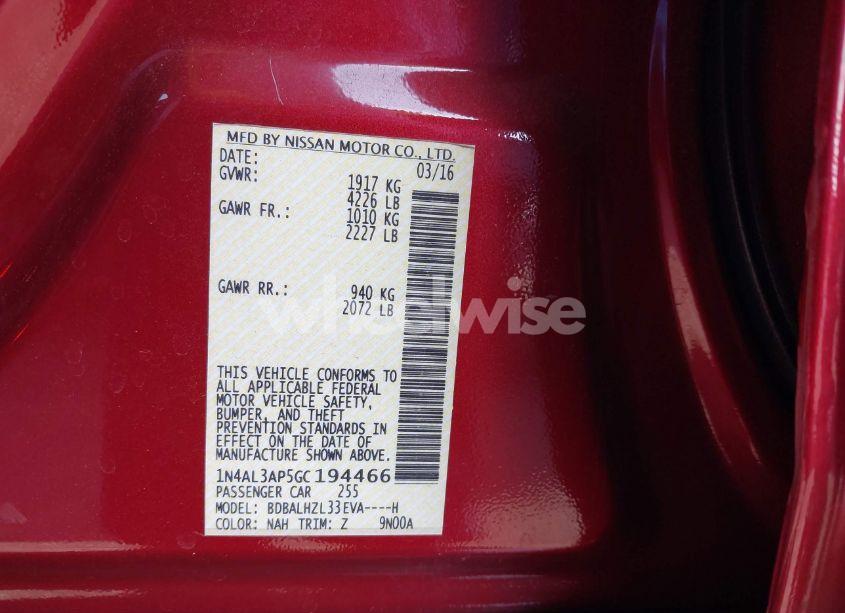 MFD BY NISSAN MOTOR CO., LTD.
DATE: 03/16
GVWR: 1917 KG
4226 LB
GAWR FR.: 1010 KG
2227 LB
GAWR RR.: 940 KG
2072 LB
wheelwise
THIS VEHICLE CONFORMS TO
ALL APPLICABLE FEDERAL
MOTOR VEHICLE SAFETY,
BUMPER, AND THEFT
PREVENTION STANDARDS IN
EFFECT ON THE DATE OF
MANUFACTURE SHOWN ABOVE.
1N4AL3AP5GC194466
PASSENGER CAR 255
MODEL: BDBALHZL33EVA----H
COLOR: NAH TRIM: Z 9N00A